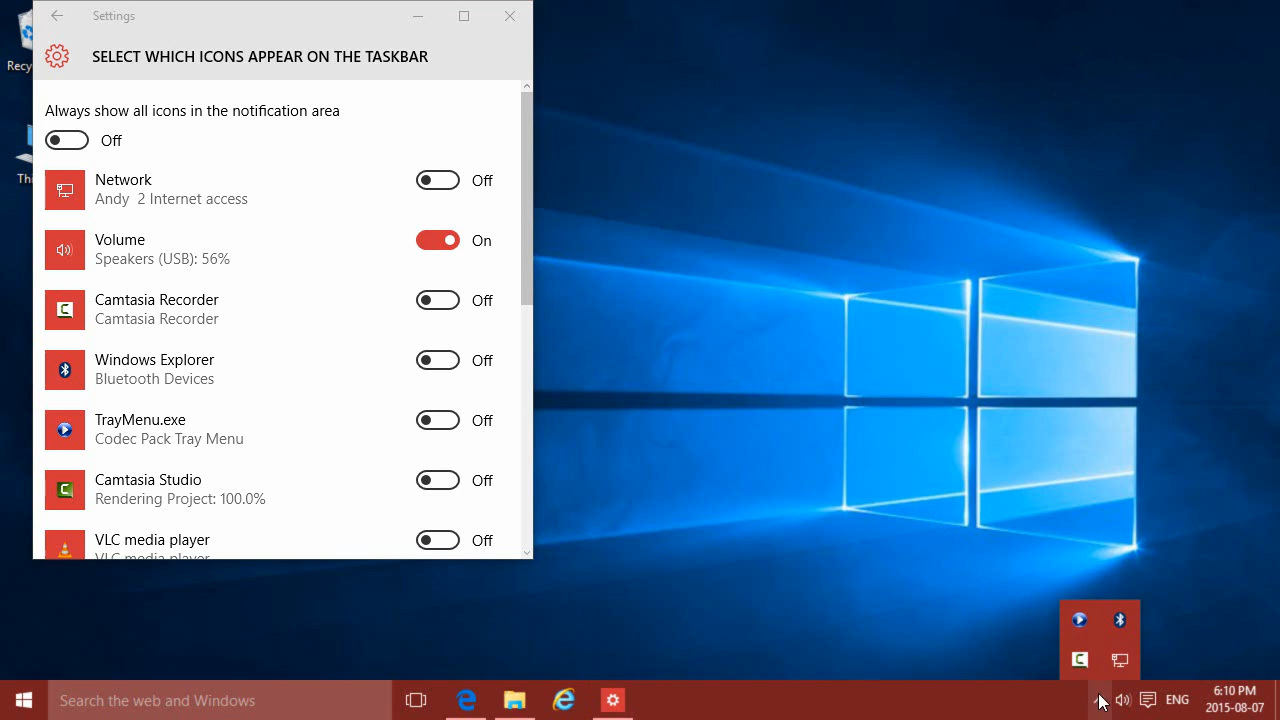 Settings
SELECT WHICH ICONS APPEAR ON THE TASKBAR
Recy
Thi
Always show all icons in the notification area
Off
Network
Andy 2 Internet access
Off
Volume
Speakers (USB): 56%
On
Camtasia Recorder
Camtasia Recorder
Off
Windows Explorer
Bluetooth Devices
Off
TrayMenu.exe
Codec Pack Tray Menu
Off
Camtasia Studio
Rendering Project: 100.0%
Off
VLC media player
VLC media player
Off
Search the web and Windows
ENG
6:10 PM
2015-08-07